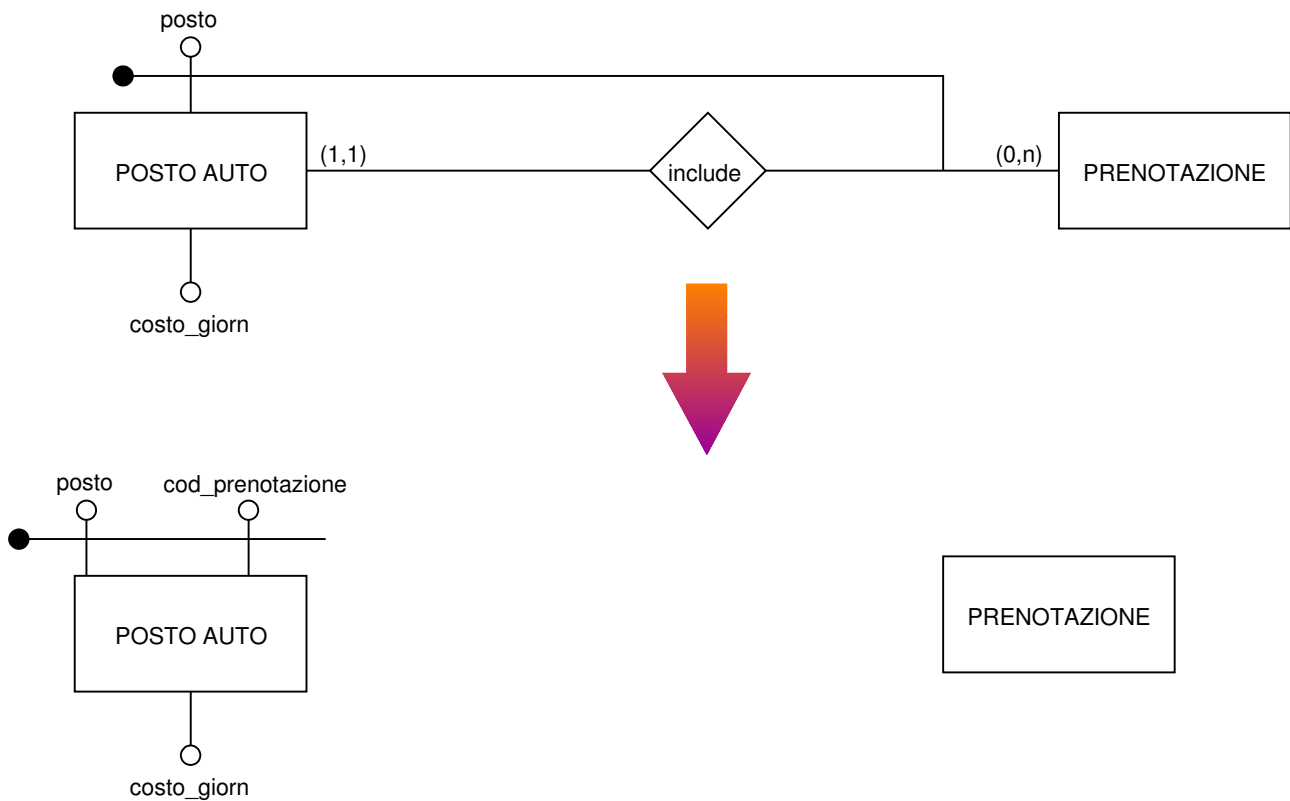 posto
POSTO AUTO
(1,1)
include
(0,n)
PRENOTAZIONE
costo_giorn
posto
cod_prenotazione
POSTO AUTO
PRENOTAZIONE
costo_giorn